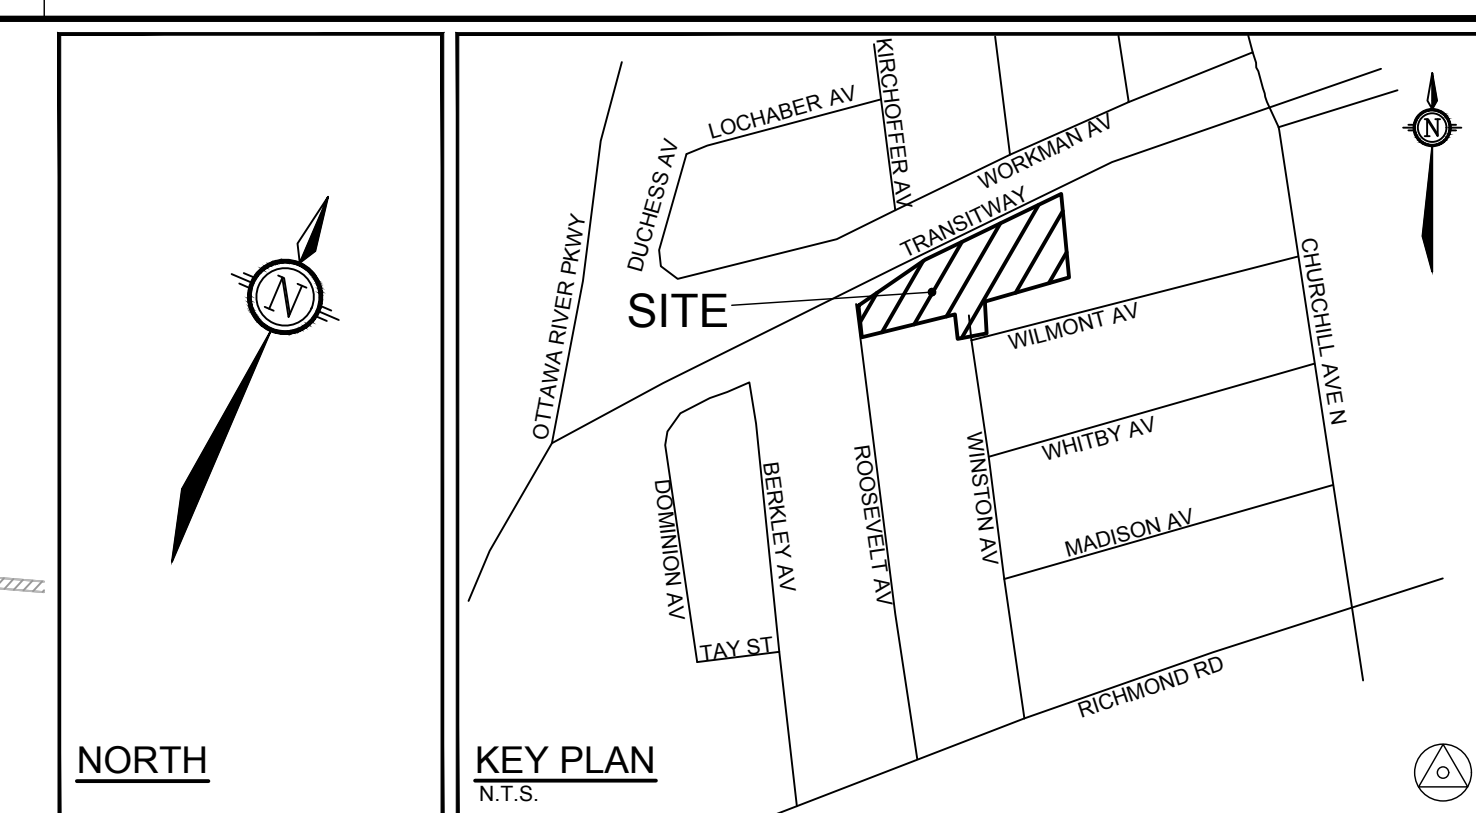 N
NORTH
KIRCHOFFER AV
LOCHABER AV
DUCHESS AV
WORKMAN AV
TRANSITWAY
N
OTTAWA RIVER PKWY
SITE
CHURCHILL AVE N
WILMONT AV
WHITBY AV
WINSTON AV
ROOSEVELT AV
BERKLEY AV
DOMINION AV
MADISON AV
TAY ST
RICHMOND RD
KEY PLAN
N.T.S.